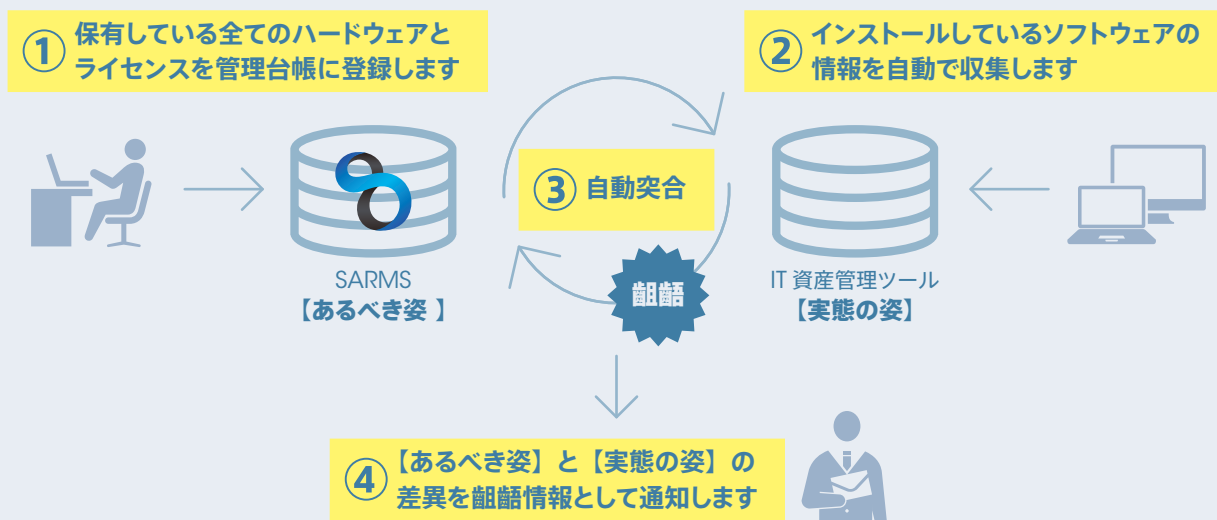 ① 保有している全てのハードウェアと
ライセンスを管理台帳に登録します
② インストールしているソフトウェアの
情報を自動で収集します
③ 自動突合
齟齬
SARMS
【あるべき姿 】
IT 資産管理ツール
【実態の姿】
④ 【あるべき姿】と【実態の姿】の
差異を齟齬情報として通知します